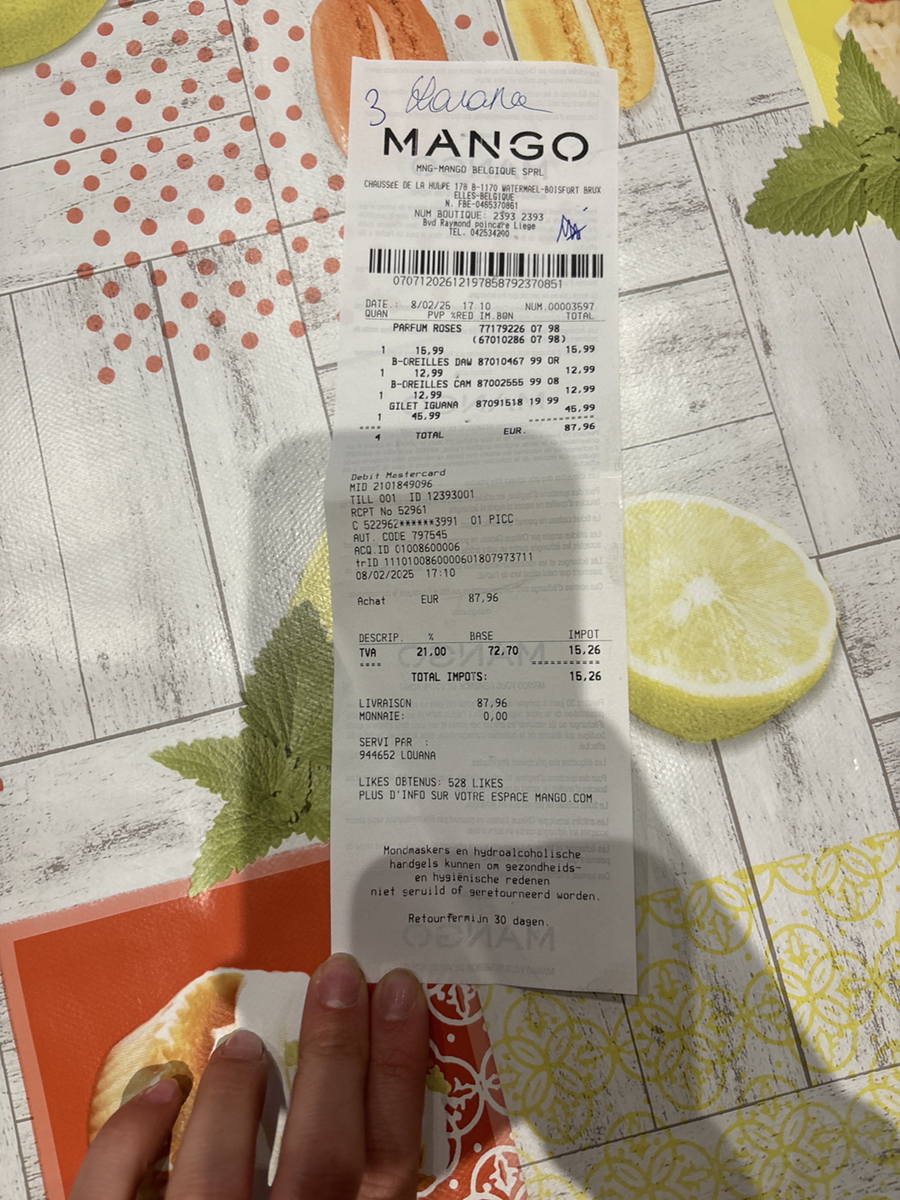 3
MANGO
MNG-MANGO BELGIQUE SPRL
CHAUSSéE DE LA HULPE 178 B-1170 WATERMAEL-BOISFORT BRUX
ELLES-BELGIQUE
N. FBE-0465370861
NUM BOUTIQUE: 2393 2393
Bvd Raymond poincare Liege
TEL. 042534200
07071202612197858792370851
DATE.: 8/02/25 17 10 NUM.00003597
QUAN PVP %RED IM.BON TOTAL
PARFUM ROSES 77179226 07 98
(67010286 07 98)
1 15,99 15,99
B-OREILLES DAW 87010467 99 OR
1 12,99 12,99
B-OREILLES CAM 87002555 99 08
1 12,99 12,99
GILET IGUANA 87091518 19 99
1 45,99 45,99
4 TOTAL EUR. 87,96
Debit Mastercard
MID 2101849096
TILL 001 ID 12393001
RCPT No 52961
C 522962******3991 01 PICC
AUT. CODE 797545
ACQ.ID 01008600006
trID 1110100860000601807973711
08/02/2025 17:10
Achat EUR 87,96
DESCRIP. % BASE IMPOT
TVA 21,00 72,70 15,26
TOTAL IMPOTS: 15,26
LIVRAISON 87,96
MONNAIE: 0,00
SERVI PAR :
944652 LOUANA
LIKES OBTENUS: 528 LIKES
PLUS D'INFO SUR VOTRE ESPACE MANGO.COM
Mondmaskers en hydroalcoholische
handgels kunnen om gezondheids-
en hygiënische redenen
niet geruild of geretourneerd worden.
Retourtermijn 30 dagen.